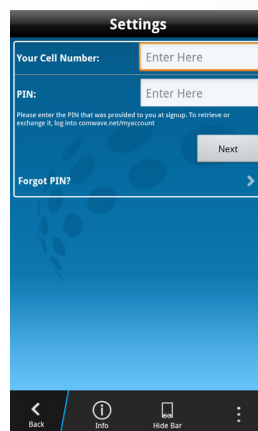 Settings
Your Cell Number: Enter Here
PIN: Enter Here
Please enter the PIN that was provided to you at signup. To retrieve or
exchange it, log into comwave.net/myaccount
Next
Forgot PIN?
Back Info Hide Bar